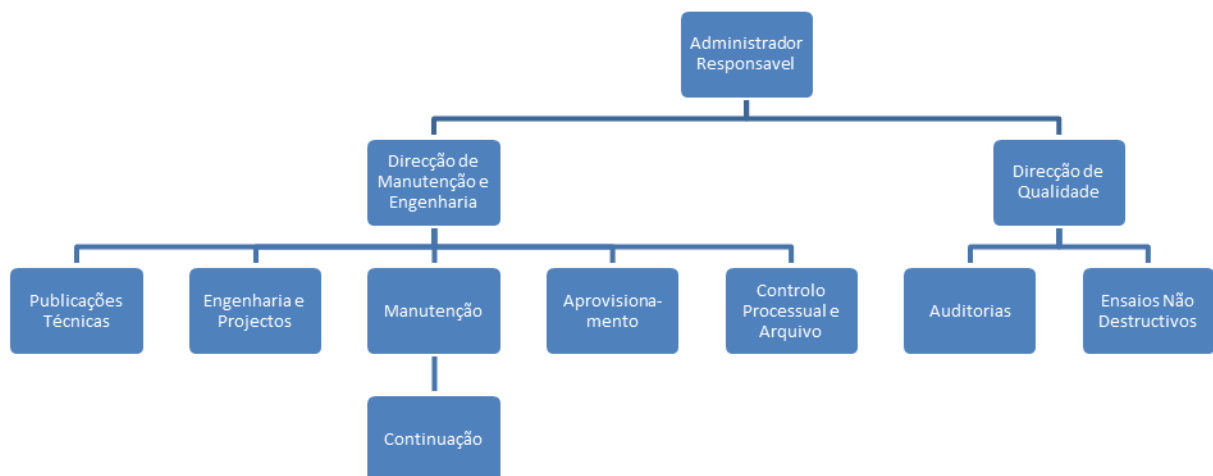 Administrador
Responsavel
Direcção de
Manutenção e
Engenharia
Direcção de
Qualidade
Publicações
Técnicas
Engenharia e
Projectos
Manutenção
Aprovisiona-
mento
Controlo
Processual e
Arquivo
Auditorias
Ensaios Não
Destructivos
Continuação